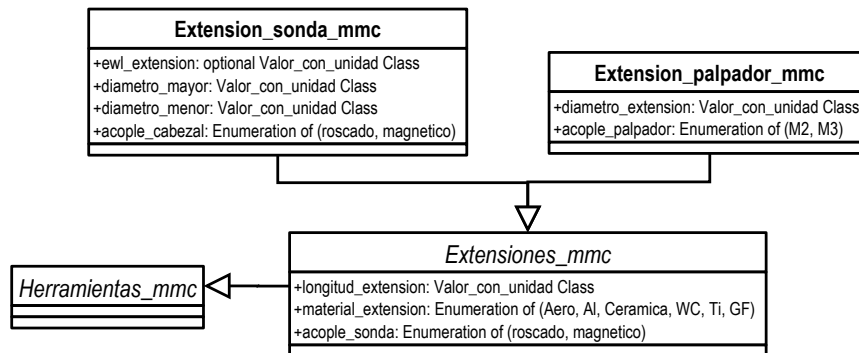 Extension_sonda_mmc
+ewl_extension: optional Valor_con_unidad Class
+diametro_mayor: Valor_con_unidad Class
+diametro_menor: Valor_con_unidad Class
+acople_cabezal: Enumeration of (roscado, magnetico)
Extension_palpador_mmc
+diametro_extension: Valor_con_unidad Class
+acople_palpador: Enumeration of (M2, M3)
Extensiones_mmc
+longitud_extension: Valor_con_unidad Class
+material_extension: Enumeration of (Aero, Al, Ceramica, WC, Ti, GF)
+acople_sonda: Enumeration of (roscado, magnetico)
Herramientas_mmc